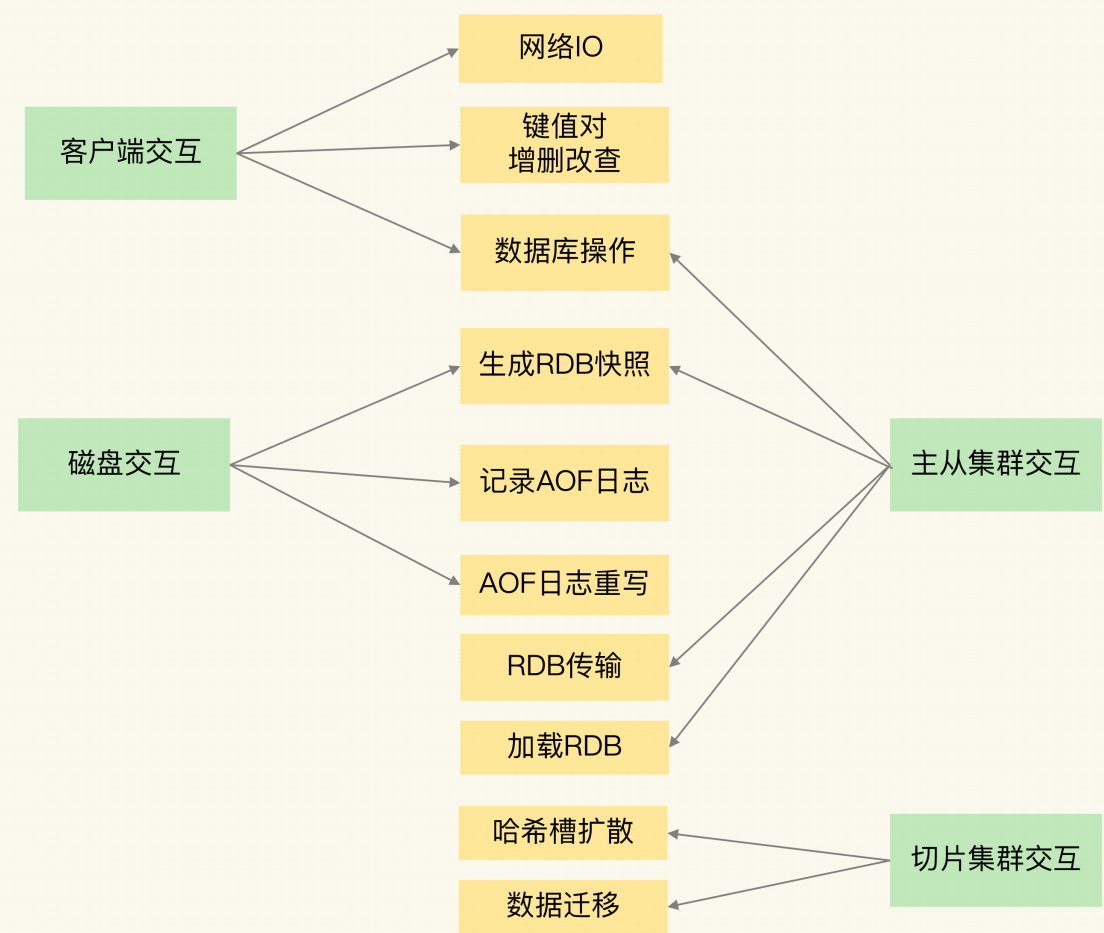 网络IO
客户端交互
键值对
增删改查
数据库操作
生成RDB快照
磁盘交互
主从集群交互
记录AOF日志
AOF日志重写
RDB传输
加载RDB
哈希槽扩散
切片集群交互
数据迁移